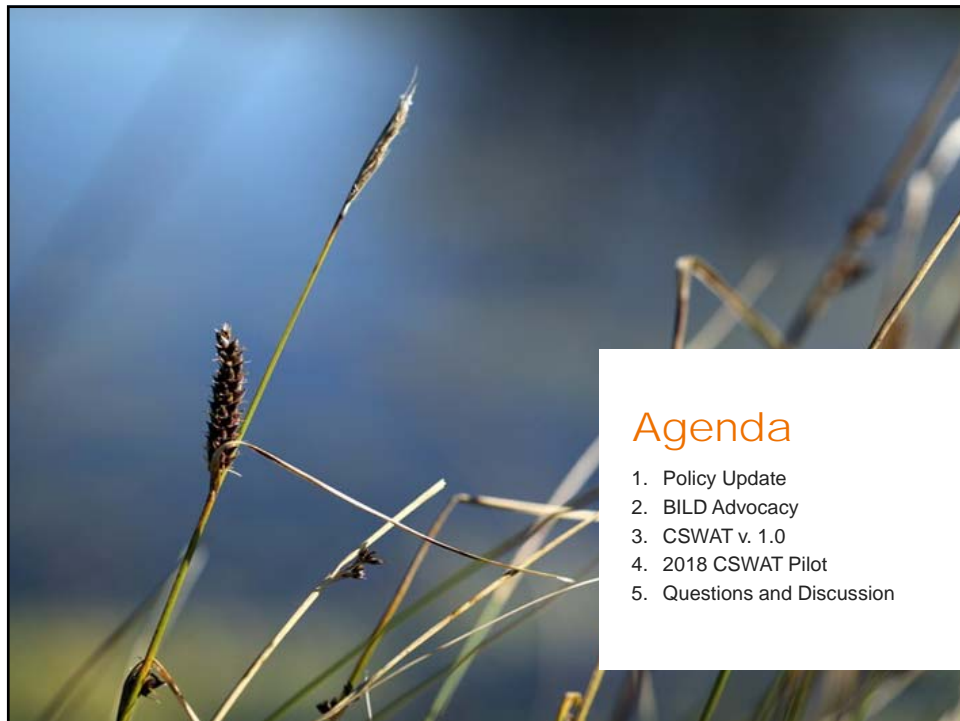 Agenda
1. Policy Update
2. BILD Advocacy
3. CSWAT v. 1.0
4. 2018 CSWAT Pilot
5. Questions and Discussion